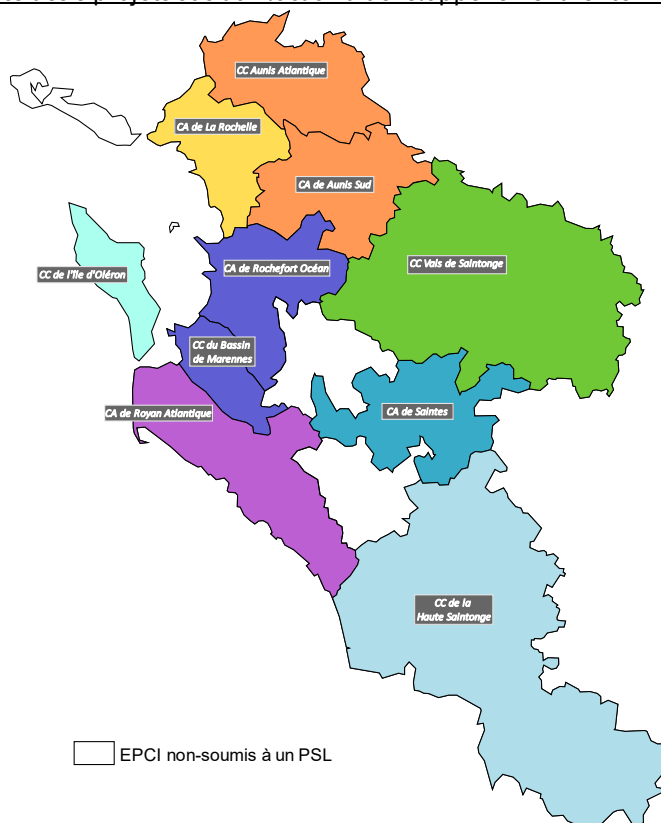 CC Aunis Atlantique
CA de La Rochelle
CA de Aunis Sud
CC Vals de Saintonge
CA de Rochefort Océan
CC de l'île d'Oléron
CC du Bassin
de Marennes
CA de Royan Atlantique
CA de Saintes
CC de la
Haute Saintonge
EPCI non-soumis à un PSL